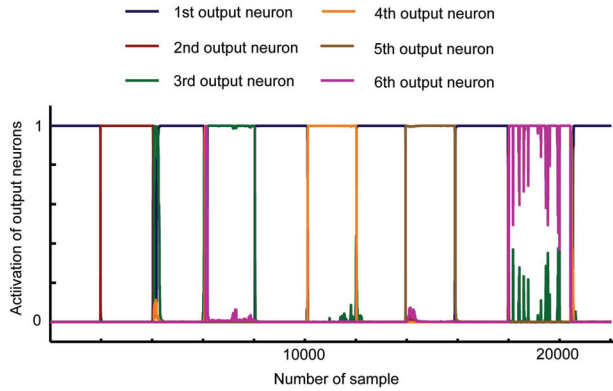 1st output neuron
4th output neuron
2nd output neuron
5th output neuron
3rd output neuron
6th output neuron
Actiivation of output neurons
1
0
10000
20000
Number of sample